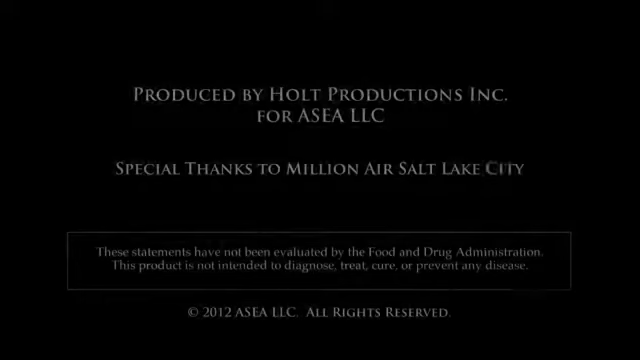 Produced by Holt Productions Inc.
for ASEA LLC
Special Thanks to Million Air Salt Lake City
These statements have not been evaluated by the Food and Drug Administration.
This product is not intended to diagnose, treat, cure, or prevent any disease.
© 2012 ASEA LLC. All Rights Reserved.